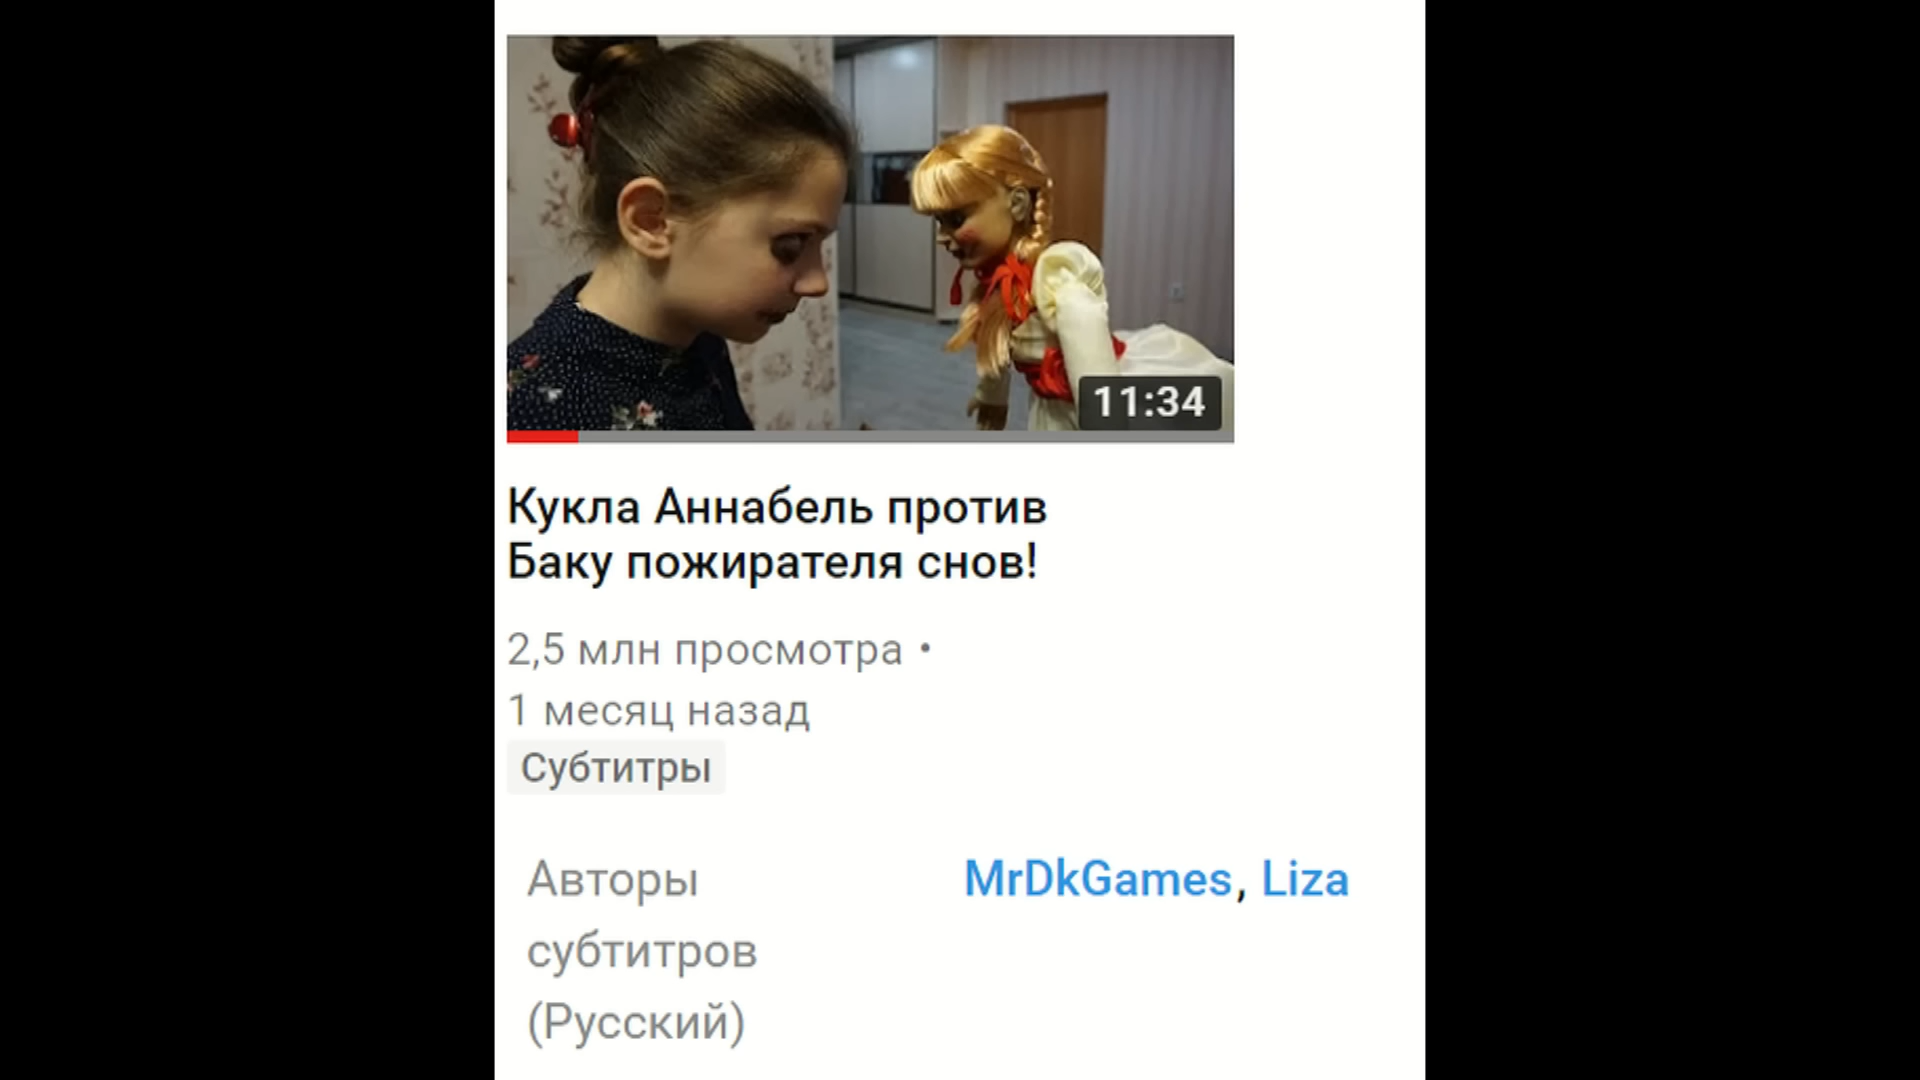 11:34
Кукла Аннабель против
Баку пожирателя снов!
2,5 млн просмотра •
1 месяц назад
Субтитры
Авторы MrDkGames, Liza
субтитров
(Русский)